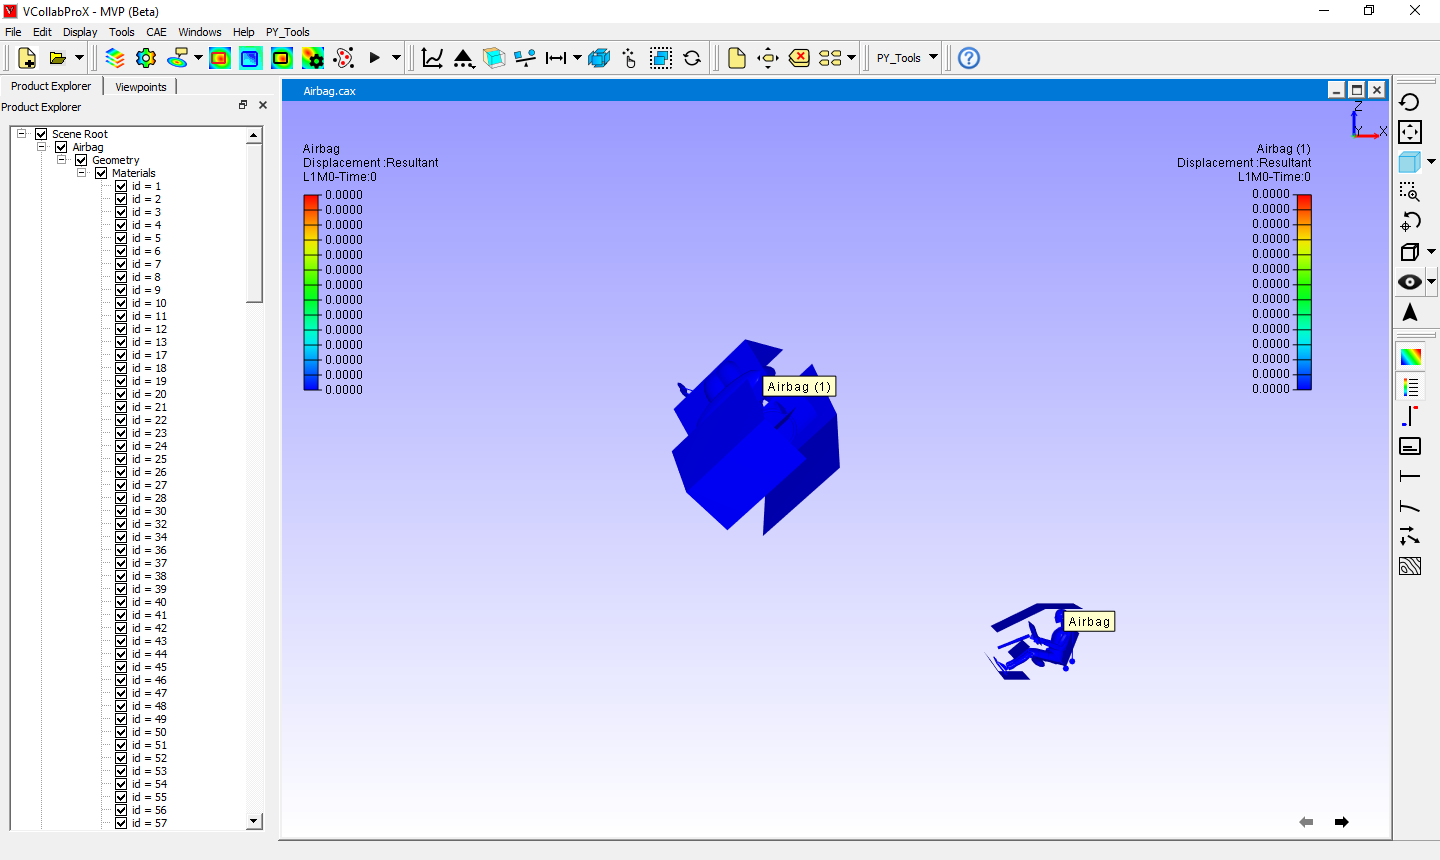 VCollabProX - MVP (Beta)
File Edit Display Tools CAE Windows Help PY_Tools
PY_Tools
Product Explorer Viewpoints
Product Explorer
Scene Root
Airbag
Geometry
Materials
id = 1
id = 2
id = 3
id = 4
id = 5
id = 6
id = 7
id = 8
id = 9
id = 10
id = 11
id = 12
id = 13
id = 17
id = 18
id = 19
id = 20
id = 21
id = 22
id = 23
id = 24
id = 25
id = 26
id = 27
id = 28
id = 30
id = 32
id = 34
id = 36
id = 37
id = 38
id = 39
id = 40
id = 41
id = 42
id = 43
id = 44
id = 45
id = 46
id = 47
id = 48
id = 49
id = 50
id = 51
id = 52
id = 53
id = 54
id = 55
id = 56
id = 57
Airbag.cax
Airbag
Displacement :Resultant
L1M0-Time:0
0.0000
0.0000
0.0000
0.0000
0.0000
0.0000
0.0000
0.0000
0.0000
0.0000
0.0000
0.0000
0.0000
0.0000
Z
Y X
Airbag (1)
Displacement :Resultant
L1M0-Time:0
0.0000
0.0000
0.0000
0.0000
0.0000
0.0000
0.0000
0.0000
0.0000
0.0000
0.0000
0.0000
0.0000
0.0000
Airbag (1)
Airbag